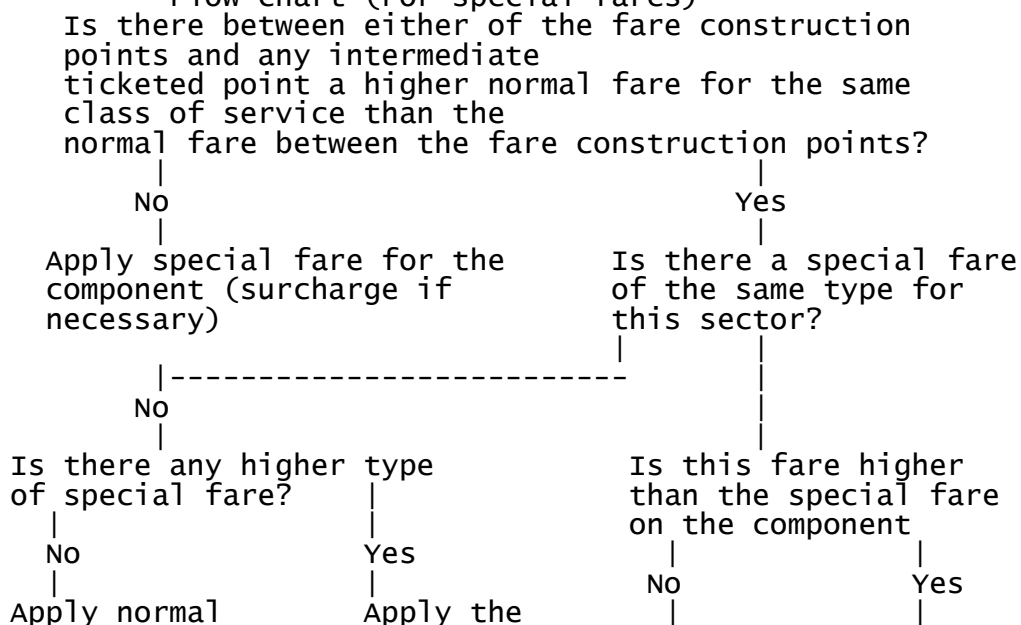 Flow Chart (For special fares)
Is there between either of the fare construction
points and any intermediate
ticketed point a higher normal fare for the same
class of service than the
normal fare between the fare construction points?
|                                  |
No                                 Yes
|                                  |
Apply special fare for the      Is there a special fare
component (surcharge if         of the same type for
necessary)                      this sector?
|       |
|--------------------------       |
No                                 |
|                                  |
Is there any higher type           Is this fare higher
of special fare?    |              than the special fare
|                 |              on the component
No                Yes              |             |
|                 |              No            Yes
Apply normal        Apply the        |             |